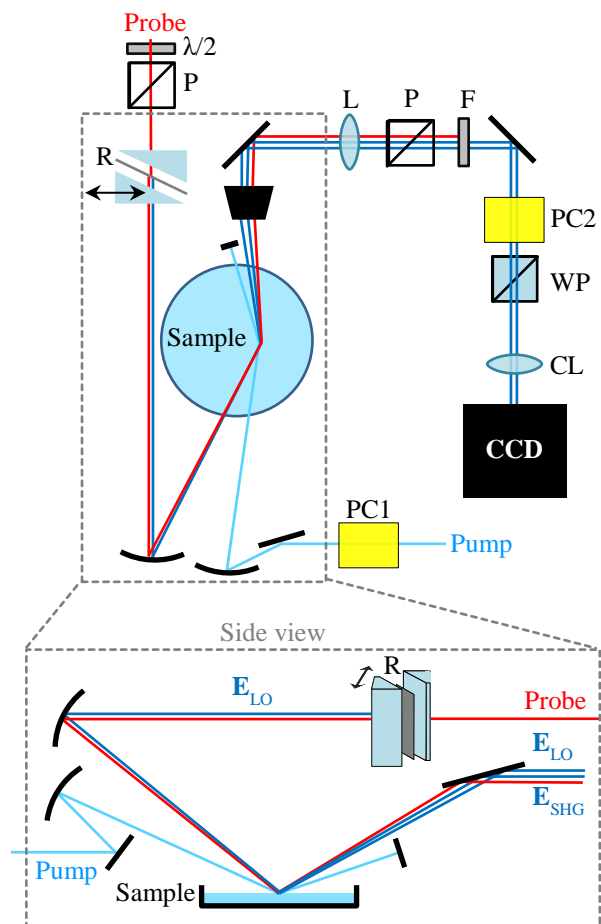 Probe
λ/2
P
R
L
P
F
PC2
WP
Sample
CL
CCD
PC1
Pump
Side view
R
E_LO
Probe
E_LO
E_SHG
Pump
Sample